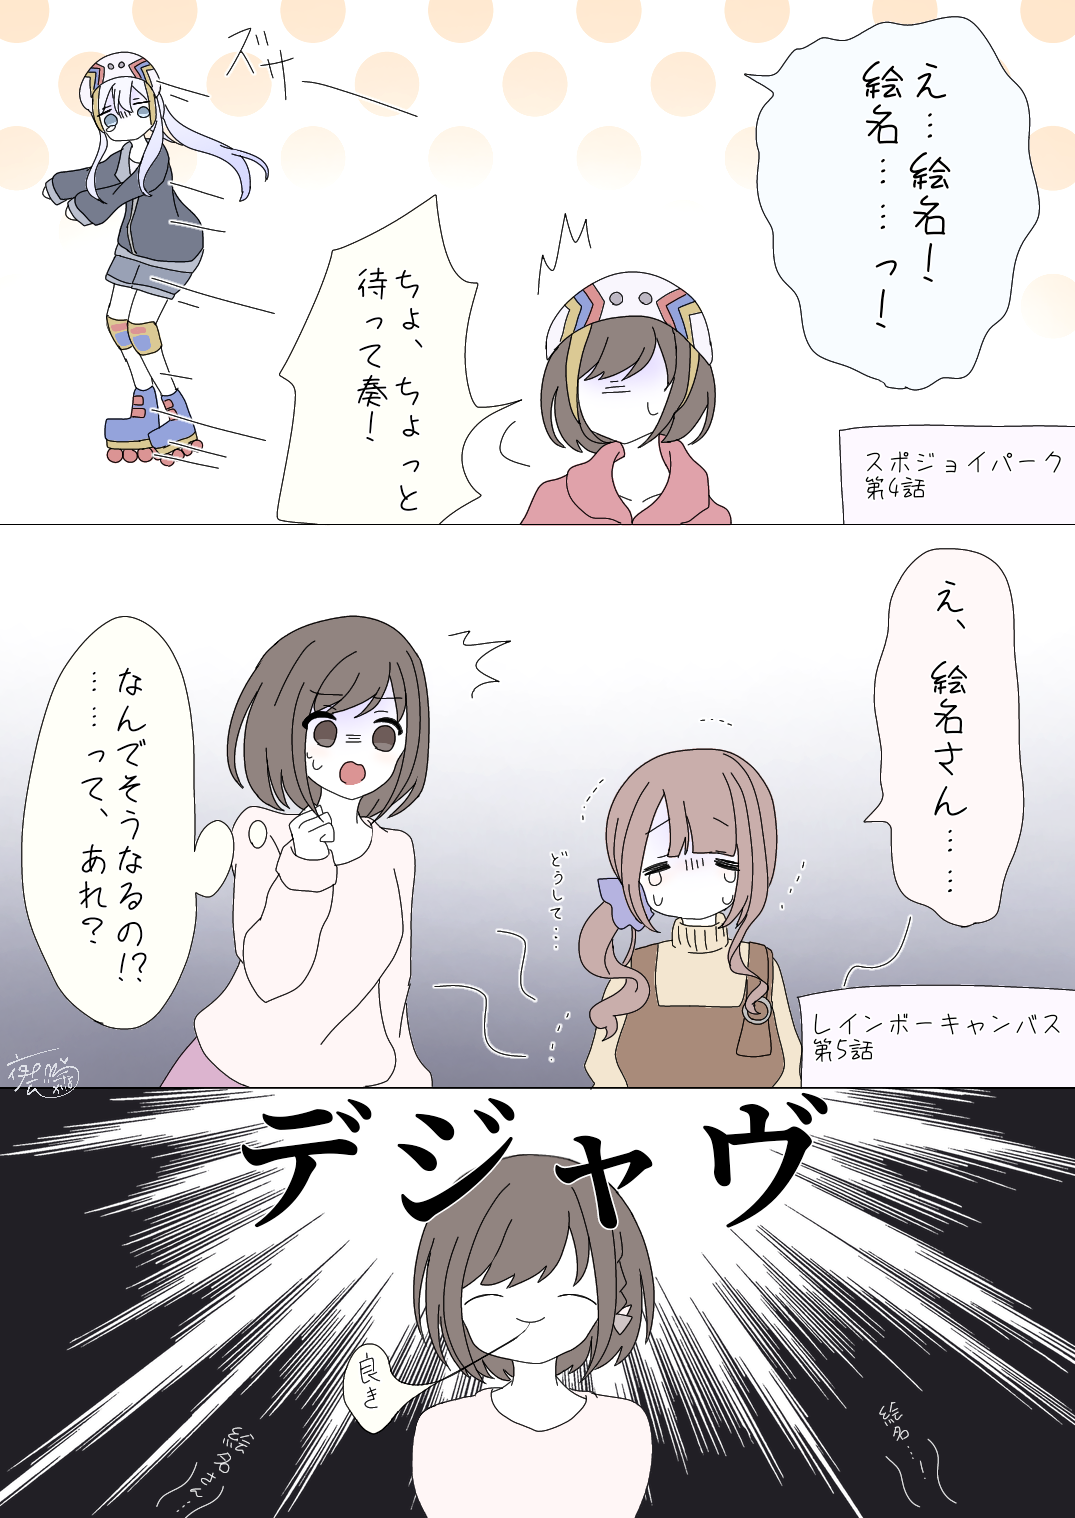 え…絵名!
絵名……っ!
ズサ
ちょ、ちょっと
待って奏!
スポジョイパーク
第4話
え、絵名さん……
どうして…
なんでそうなるの!?
……って、あれ?
レインボーキャンバス
第5話
デジャヴ
良き
絵名…!
絵名さん…